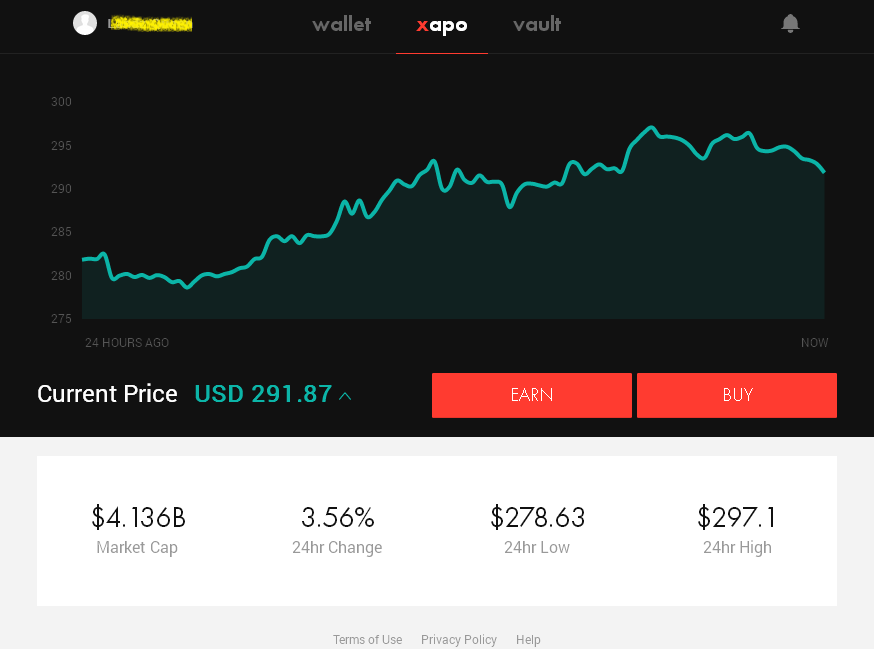 wallet xapo vault
300
295
290
285
280
275
24 HOURS AGO NOW
Current Price USD 291.87 EARN BUY
$4.136B 3.56% $278.63 $297.1
Market Cap 24hr Change 24hr Low 24hr High
Terms of Use Privacy Policy Help